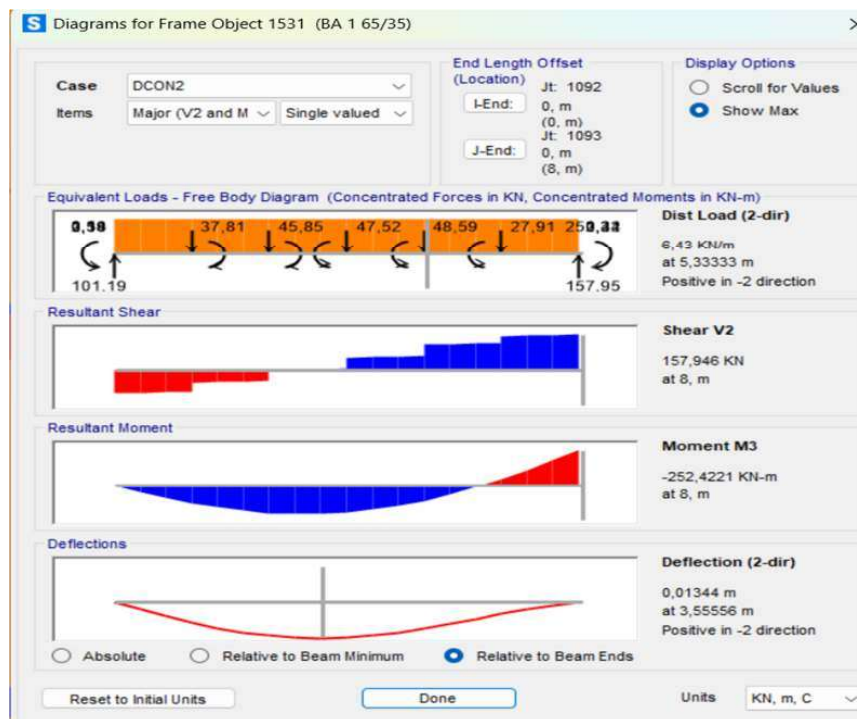 Diagrams for Frame Object 1531 (BA 1 65/35)
Case DCON2
Items Major (V2 and M Single valued
End Length Offset
(Location)
Jt: 1092
I-End: 0, m
(0, m)
Jt: 1093
J-End: 0, m
(8, m)
Display Options
Scroll for Values
Show Max
Equivalent Loads - Free Body Diagram (Concentrated Forces in KN, Concentrated Moments in KN-m)
37,81 45,85 47,52 48,59 27,91
101.19 157.95
Dist Load (2-dir)
6,43 KN/m
at 5,33333 m
Positive in -2 direction
Resultant Shear
Shear V2
157,946 KN
at 8, m
Resultant Moment
Moment M3
-252,4221 KN-m
at 8, m
Deflections
Deflection (2-dir)
0,01344 m
at 3,55556 m
Positive in -2 direction
Absolute Relative to Beam Minimum Relative to Beam Ends
Reset to Initial Units Done Units KN, m, C